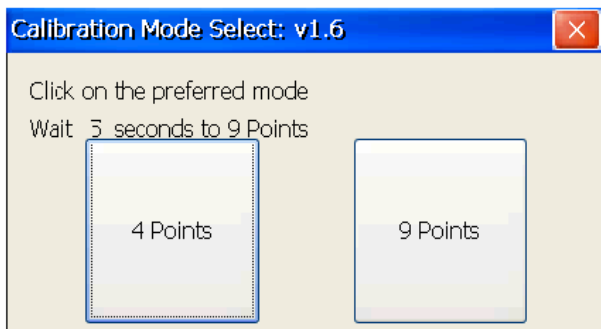 Calibration Mode Select: v1.6
Click on the preferred mode
Wait 5 seconds to 9 Points
4 Points
9 Points